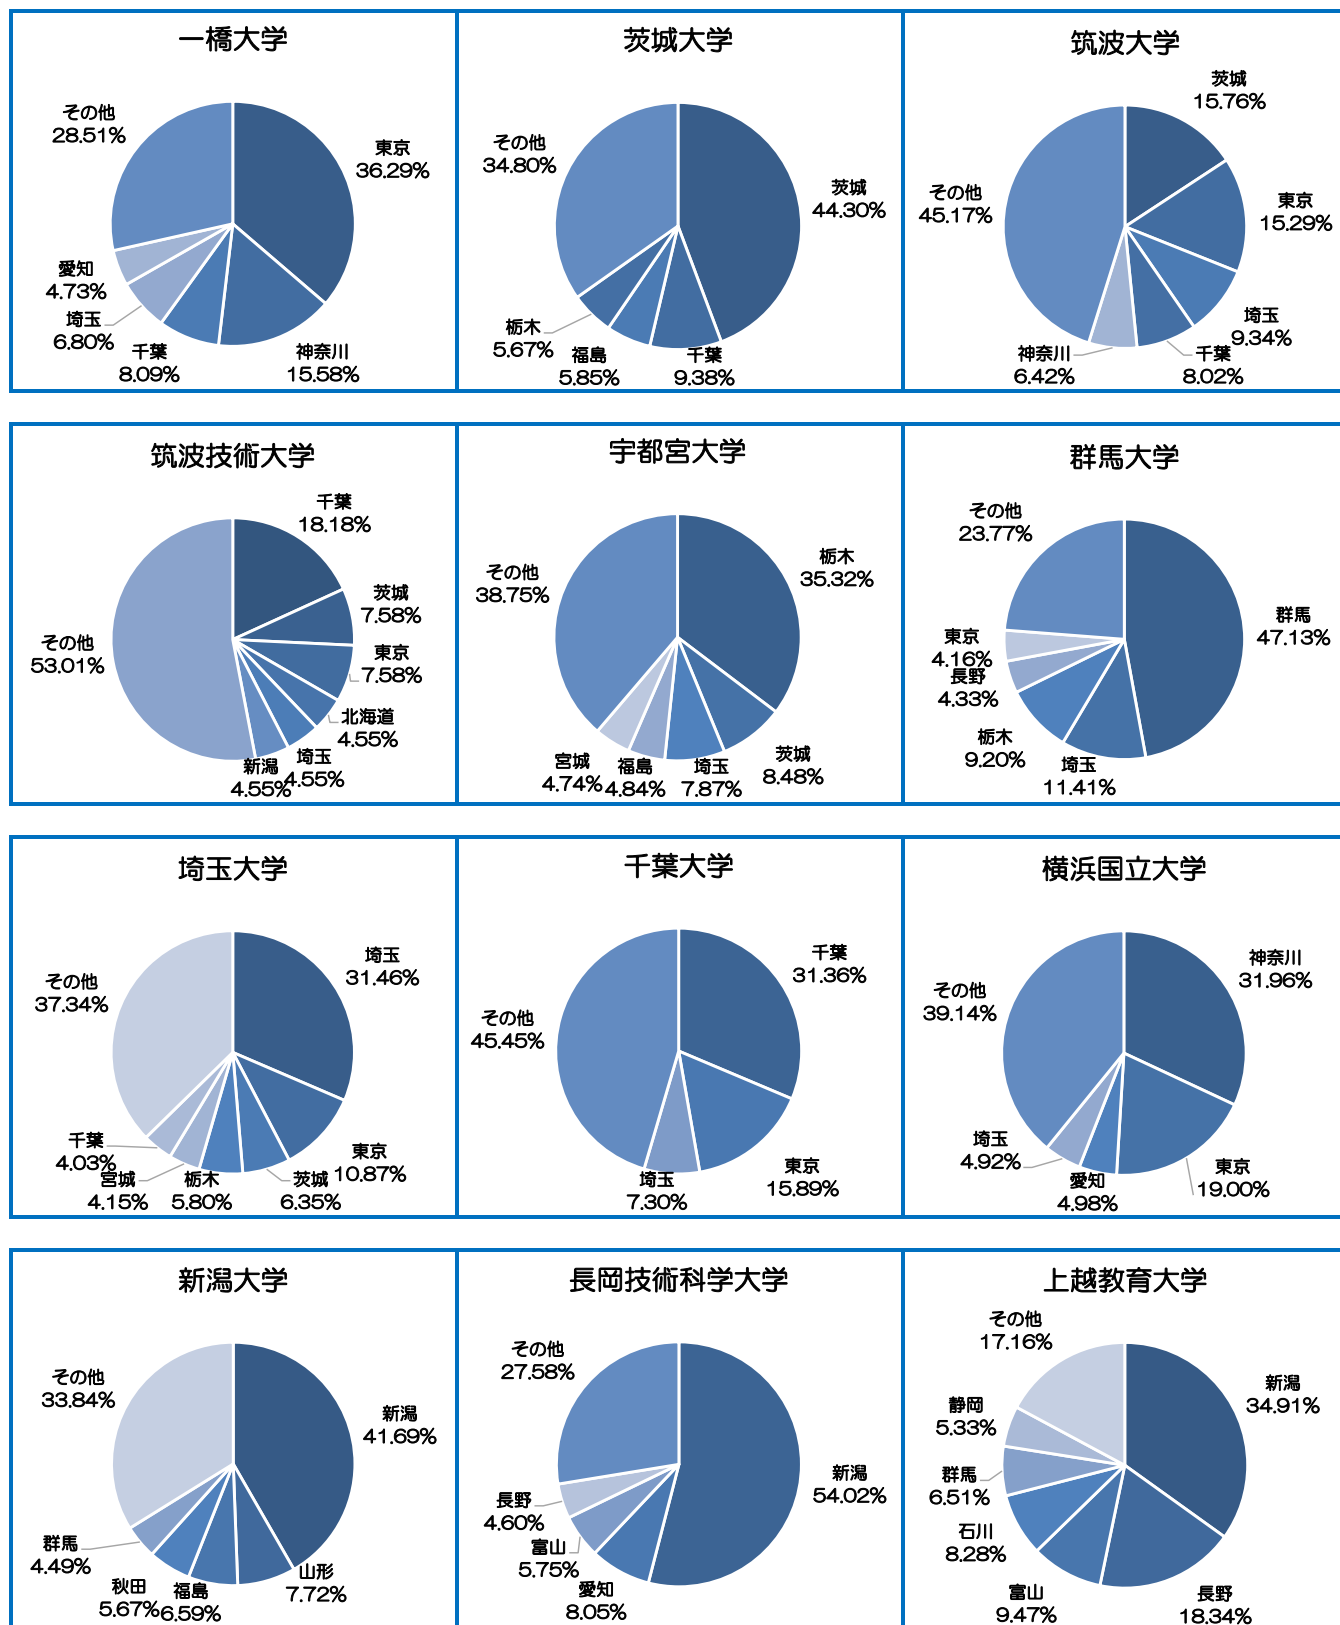 一橋大学
その他
28.51%
東京
36.29%
愛知
4.73%
埼玉
6.80%
千葉
8.09%
神奈川
15.58%
茨城大学
その他
34.80%
茨城
44.30%
栃木
5.67%
福島
5.85%
千葉
9.38%
筑波大学
茨城
15.76%
その他
45.17%
東京
15.29%
埼玉
9.34%
神奈川
6.42%
千葉
8.02%
筑波技術大学
千葉
18.18%
茨城
7.58%
その他
53.01%
東京
7.58%
北海道
4.55%
埼玉
4.55%
新潟
4.55%
宇都宮大学
栃木
35.32%
その他
38.75%
宮城
4.74%
福島
4.84%
埼玉
7.87%
茨城
8.48%
群馬大学
その他
23.77%
群馬
47.13%
東京
4.16%
長野
4.33%
栃木
9.20%
埼玉
11.41%
埼玉大学
埼玉
31.46%
その他
37.34%
千葉
4.03%
宮城
4.15%
栃木
5.80%
茨城
6.35%
東京
10.87%
千葉大学
千葉
31.36%
その他
45.45%
埼玉
7.30%
東京
15.89%
横浜国立大学
神奈川
31.96%
その他
39.14%
埼玉
4.92%
愛知
4.98%
東京
19.00%
新潟大学
その他
33.84%
新潟
41.69%
群馬
4.49%
秋田
5.67%
福島
6.59%
山形
7.72%
長岡技術科学大学
その他
27.58%
新潟
54.02%
長野
4.60%
富山
5.75%
愛知
8.05%
上越教育大学
その他
17.16%
新潟
34.91%
静岡
5.33%
群馬
6.51%
石川
8.28%
富山
9.47%
長野
18.34%